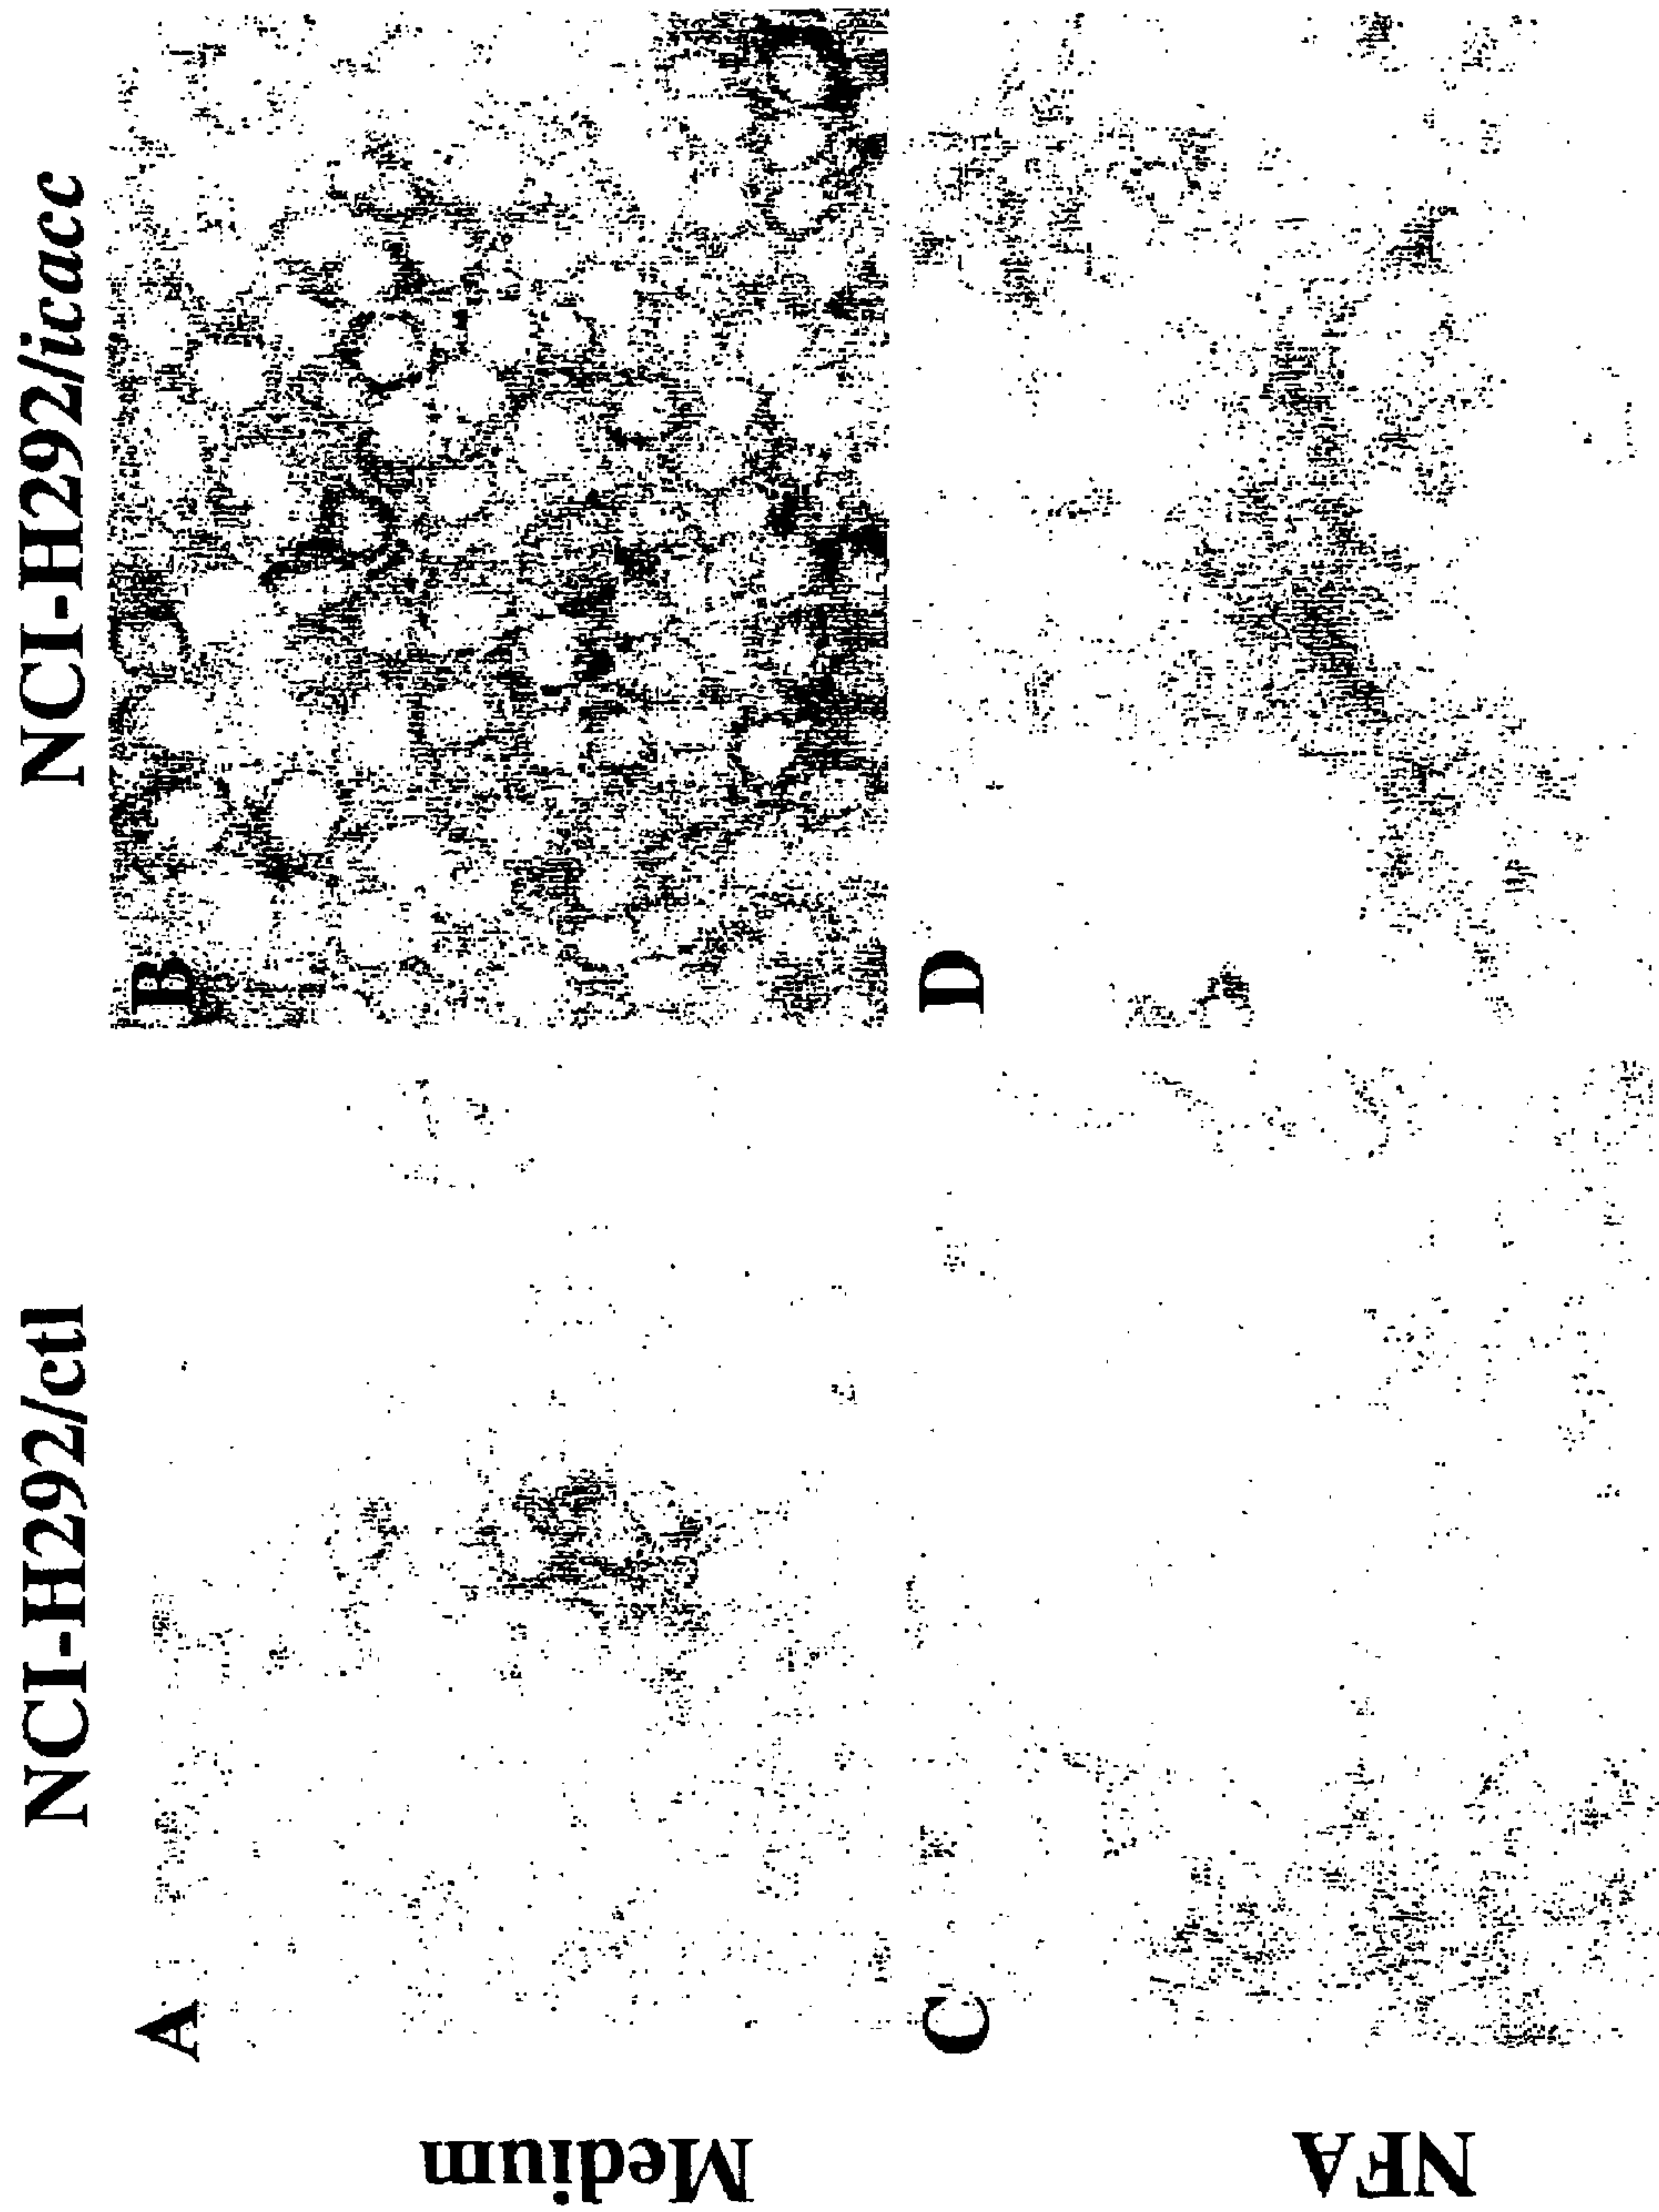 NCI-H292/ctl
NCI-H292/icacc
Medium
A
B
NFA
C
D